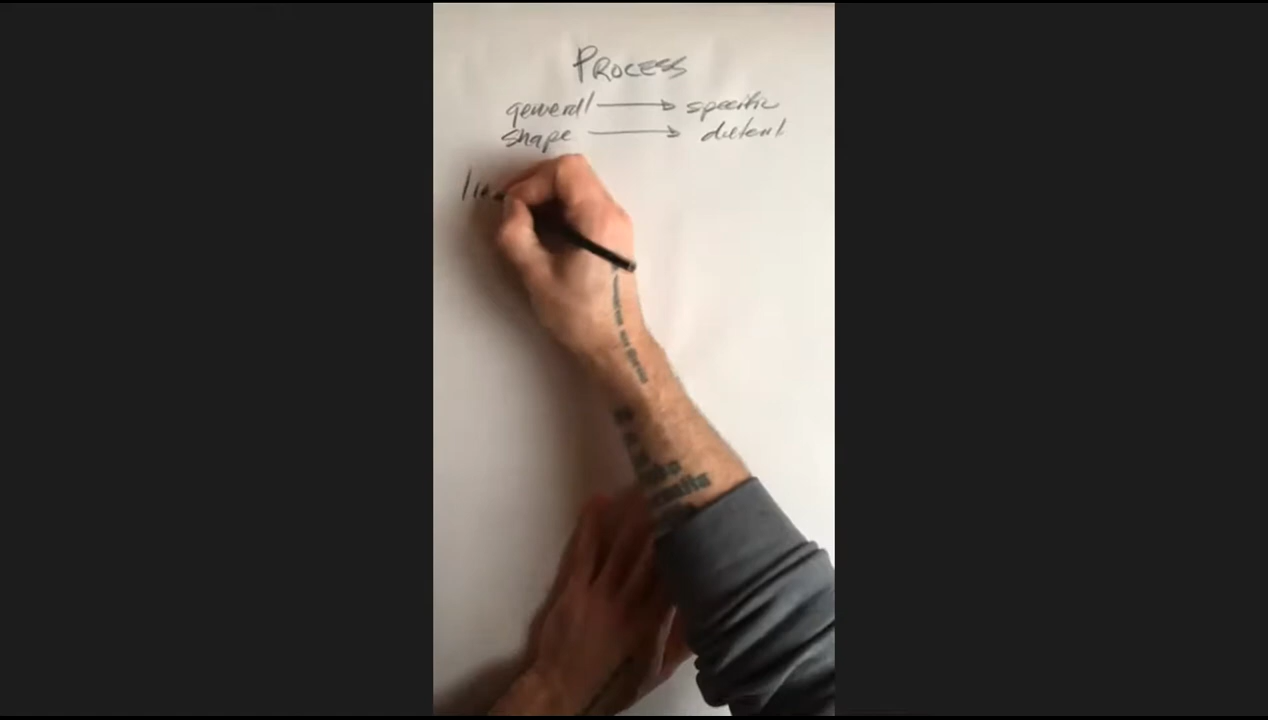 PROCESS
general → specific
shape → detail